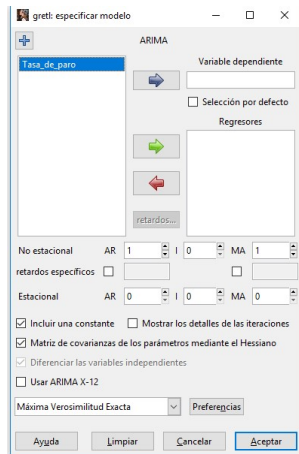 gretl: especificar modelo
ARIMA
Tasa_de_paro
Variable dependiente
Selección por defecto
Regresores
retardos...
No estacional AR 1 I 0 MA 1
retardos específicos
Estacional AR 0 I 0 MA 0
Incluir una constante Mostrar los detalles de las iteraciones
Matriz de covarianzas de los parámetros mediante el Hessiano
Diferenciar las variables independientes
Usar ARIMA X-12
Máxima Verosimilitud Exacta Preferencias
Ayuda Limpiar Cancelar Aceptar